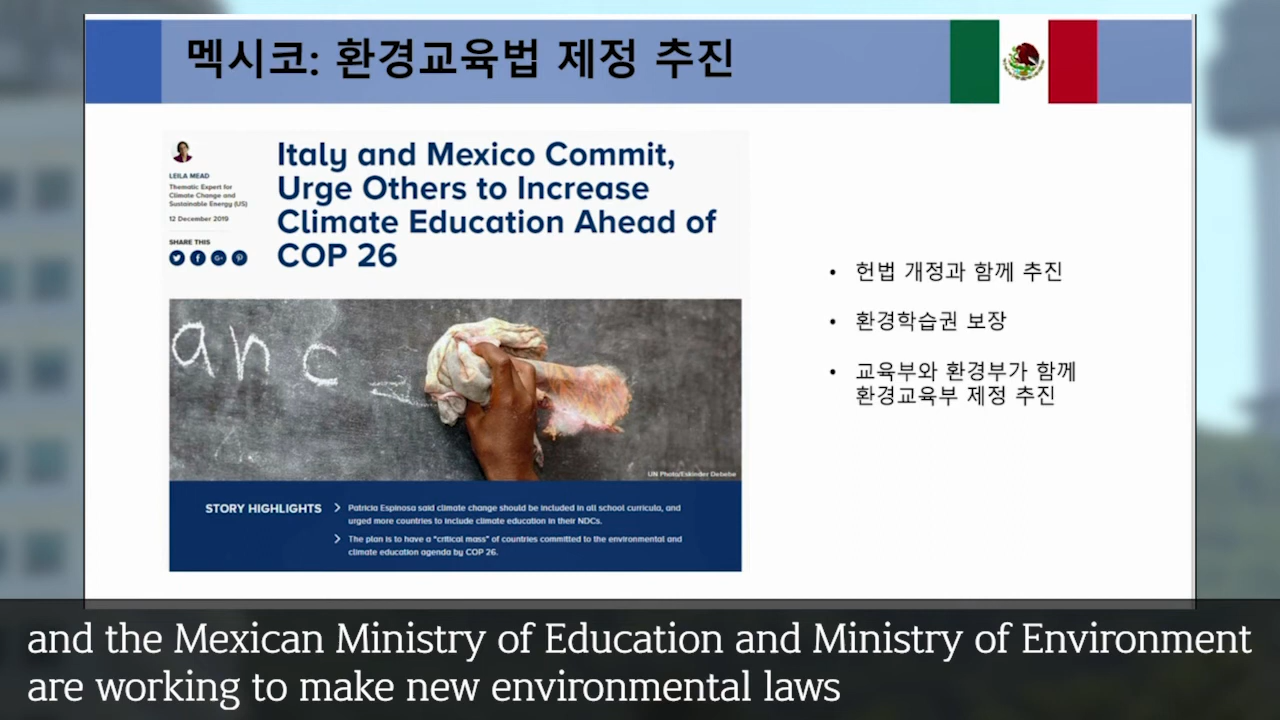 멕시코: 환경교육법 제정 추진
LEILA MEAD
Thematic Expert for
Climate Change and
Sustainable Energy (US)
12 December 2019
SHARE THIS
Italy and Mexico Commit,
Urge Others to Increase
Climate Education Ahead of
COP 26
anc
UN Photo/Eskinder Debebe
STORY HIGHLIGHTS
Patricia Espinosa said climate change should be included in all school curricula, and
urged more countries to include climate education in their NDCs.
The plan is to have a "critical mass" of countries committed to the environmental and
climate education agenda by COP 26.
• 헌법 개정과 함께 추진
• 환경학습권 보장
• 교육부와 환경부가 함께
환경교육부 제정 추진
and the Mexican Ministry of Education and Ministry of Environment
are working to make new environmental laws